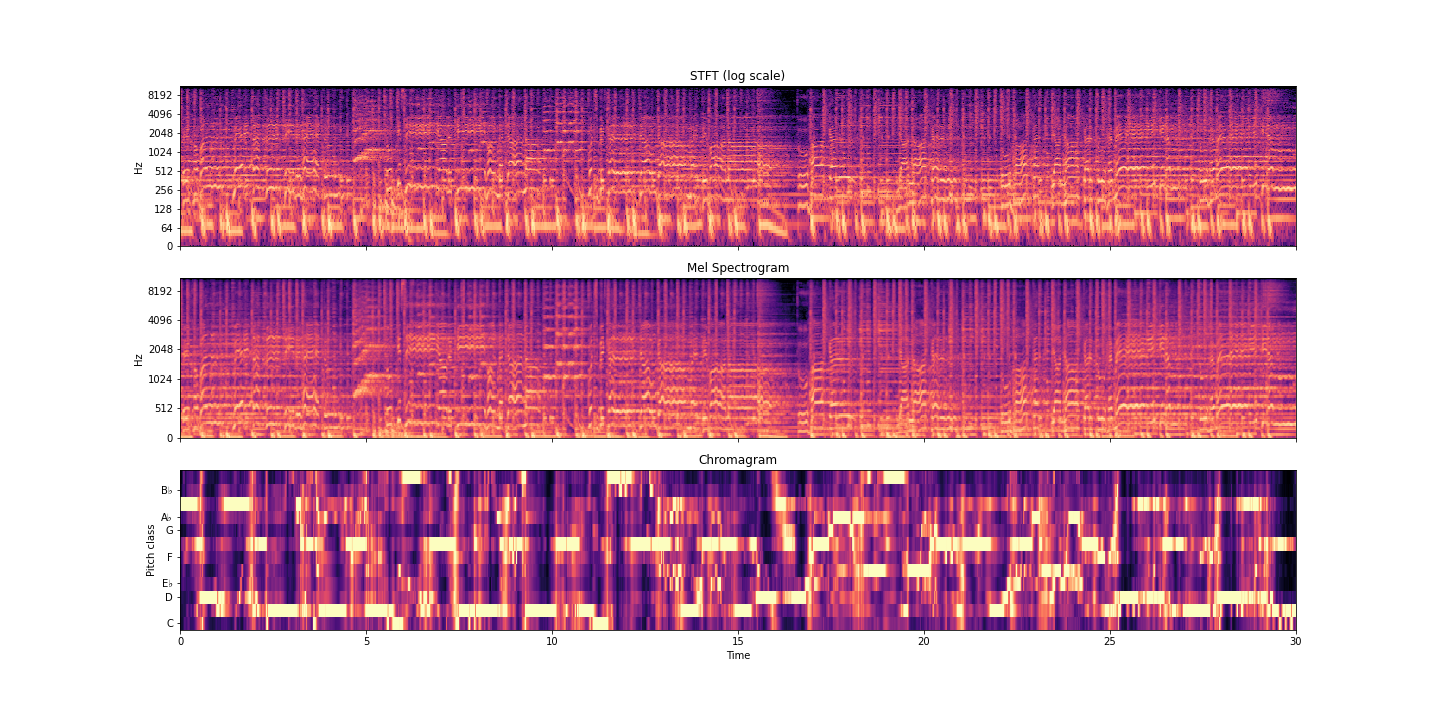 STFT (log scale)
8192
4096
2048
1024
512
256
128
64
0
Hz
Mel Spectrogram
8192
4096
2048
1024
512
0
Hz
Chromagram
B♭
A♭
G
F
E♭
D
C
Pitch class
0 5 10 15 20 25 30
Time